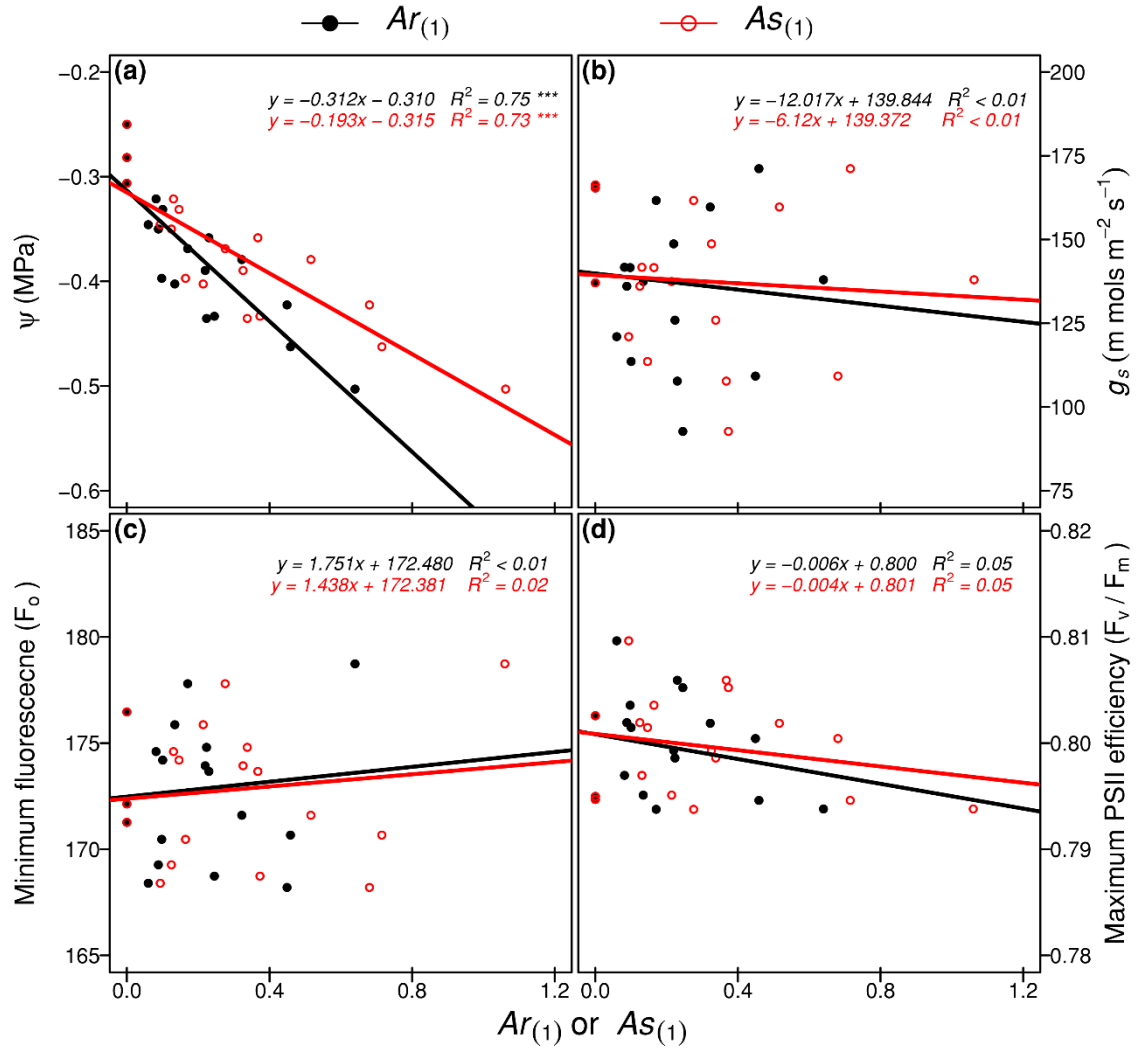 Ar(1) As(1)
(a)
y = −0.312x − 0.310 R² = 0.75 ***
y = −0.193x − 0.315 R² = 0.73 ***
−0.2
−0.3
−0.4
−0.5
−0.6
ψ (MPa)
(b)
y = −12.017x + 139.844 R² < 0.01
y = −6.12x + 139.372 R² < 0.01
200
175
150
125
100
75
gs (m mols m⁻² s⁻¹)
(c)
y = 1.751x + 172.480 R² < 0.01
y = 1.438x + 172.381 R² = 0.02
185
180
175
170
165
Minimum fluorescecne (Fo)
0.0 0.4 0.8 1.2
(d)
y = −0.006x + 0.800 R² = 0.05
y = −0.004x + 0.801 R² = 0.05
0.82
0.81
0.80
0.79
0.78
Maximum PSII efficiency (Fv / Fm)
0.0 0.4 0.8 1.2
Ar(1) or As(1)